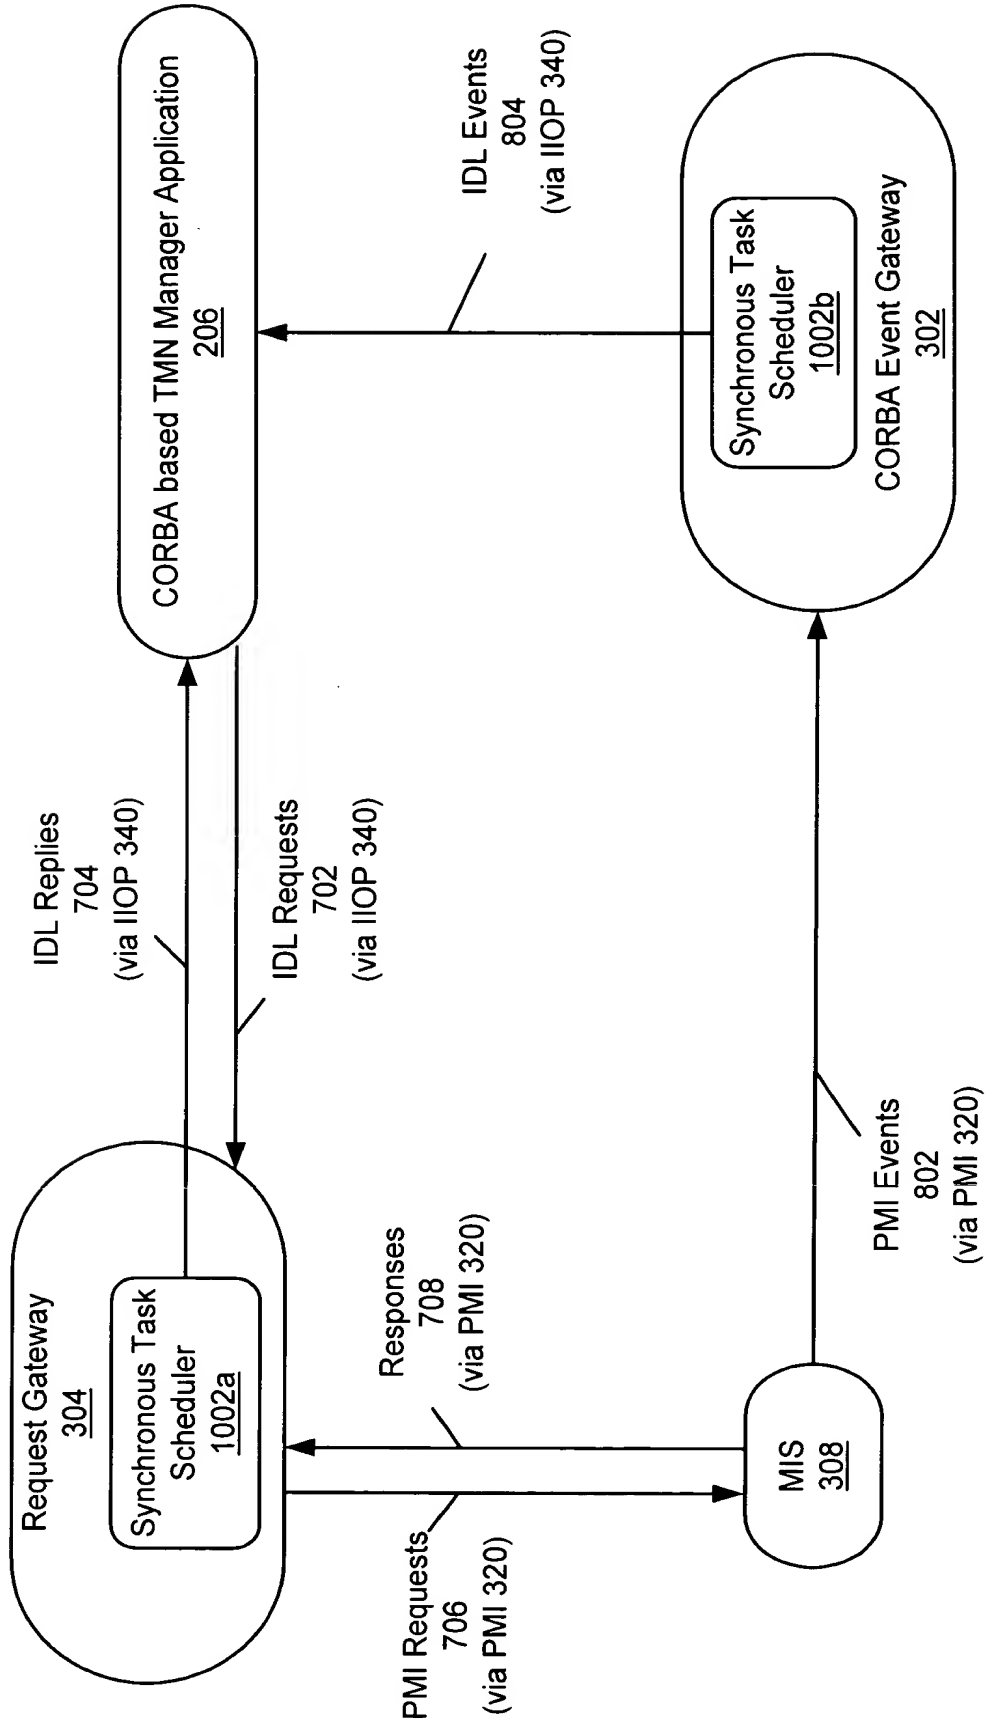 Request Gateway
304
Synchronous Task
Scheduler
1002a
IDL Replies
704
(via IIOP 340)
IDL Requests
702
(via IIOP 340)
CORBA based TMN Manager Application
206
PMI Requests
706
(via PMI 320)
Responses
708
(via PMI 320)
IDL Events
804
(via IIOP 340)
MIS
308
PMI Events
802
(via PMI 320)
Synchronous Task
Scheduler
1002b
CORBA Event Gateway
302